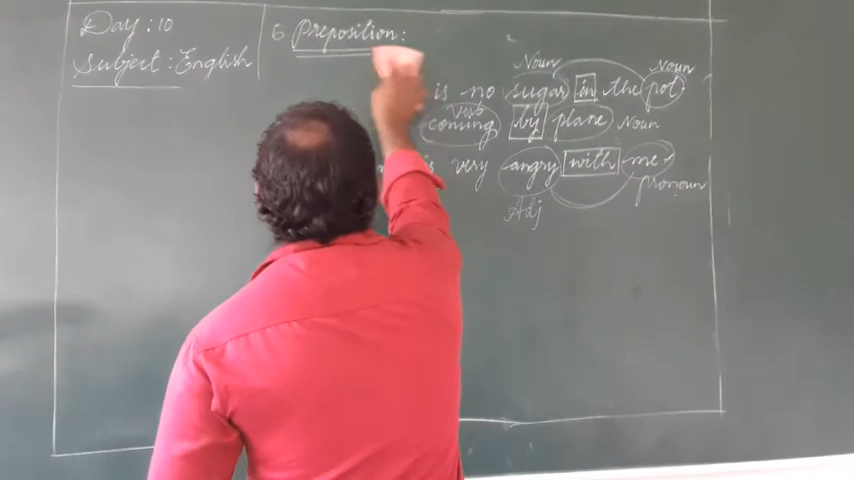 Day : 10
Subject : English
6 Preposition :
Noun Noun
is no sugar in the pot
Verb
coming by plane Noun
is very angry with me
pronoun
Adj